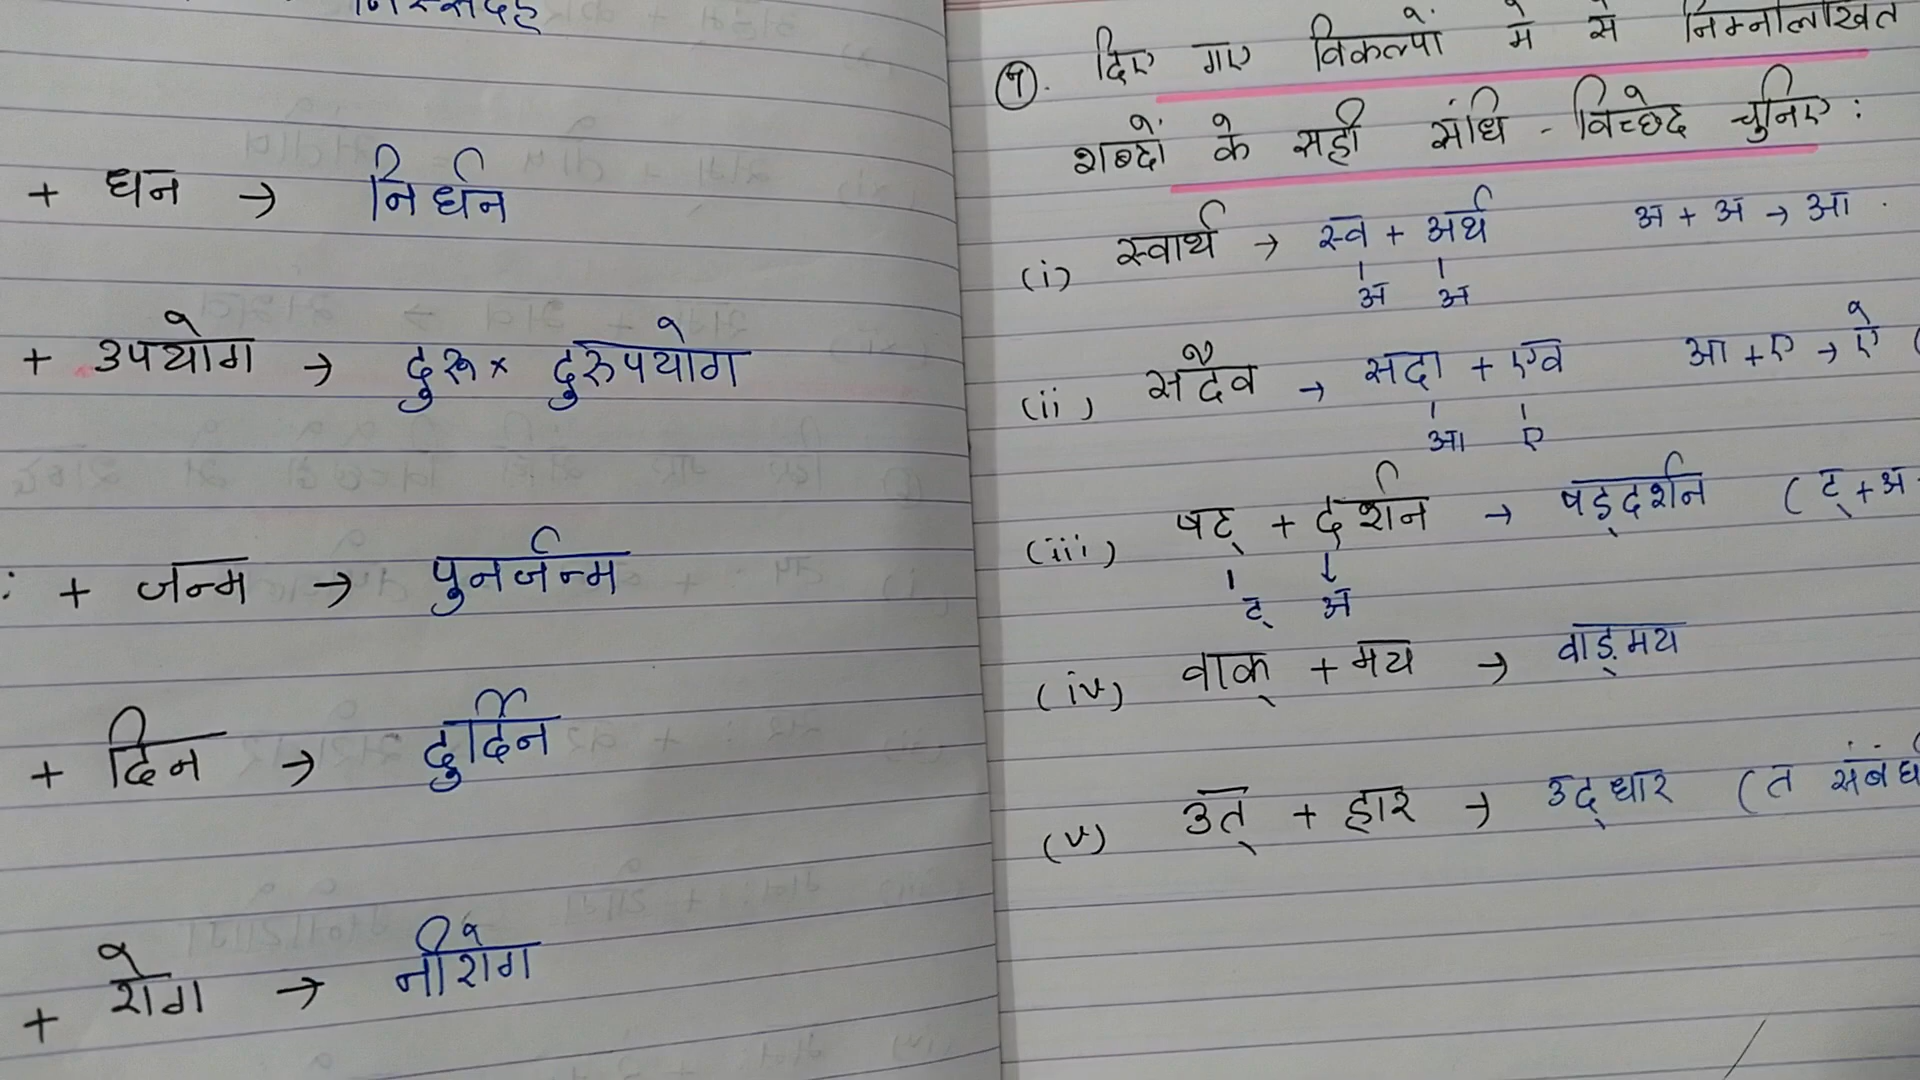 निस्संदेह
+ धन → निर्धन
+ उपयोग → दुरू× दुरुपयोग
: + जन्म → पुनर्जन्म
+ दिन → दुर्दिन
+ रोग → नीरोग
७. दिए गए विकल्पों में से निम्नलिखित
शब्दों के सही संधि - विच्छेद चुनिए :
(i) स्वार्थ → स्व + अर्थ अ + अ → आ .
अ अ
(ii) सदैव → सदा + एव आ + ए → ऐ (
आ ए
(iii) षट् + दर्शन → षड्दर्शन ( ट् + अ
ट् अ
(iv) वाक् + मय → वाङ्मय
(v) उत् + हार → उद्धार (त संबंधी